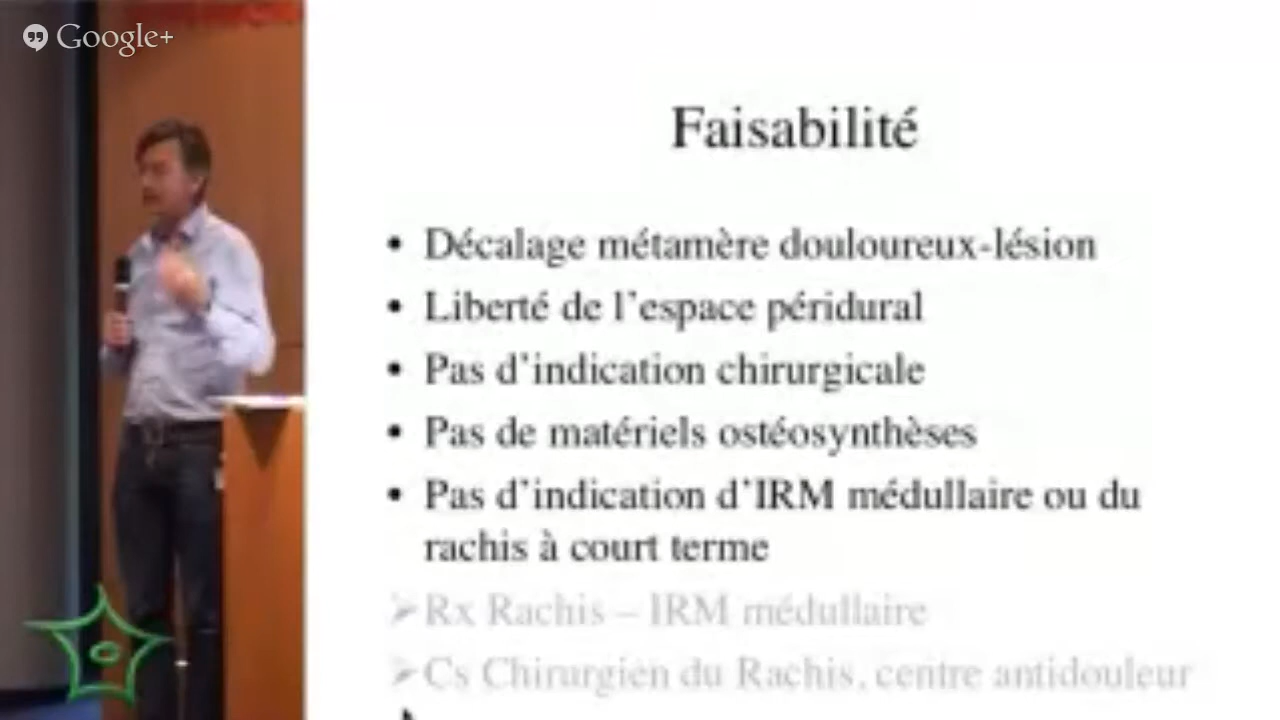 Google+
Faisabilité
• Décalage métamère douloureux-lésion
• Liberté de l'espace péridural
• Pas d'indication chirurgicale
• Pas de matériels ostéosynthèses
• Pas d'indication d'IRM médullaire ou du
rachis à court terme
➢ Rx Rachis – IRM médullaire
➢ Cs Chirurgien du Rachis, centre antidouleur